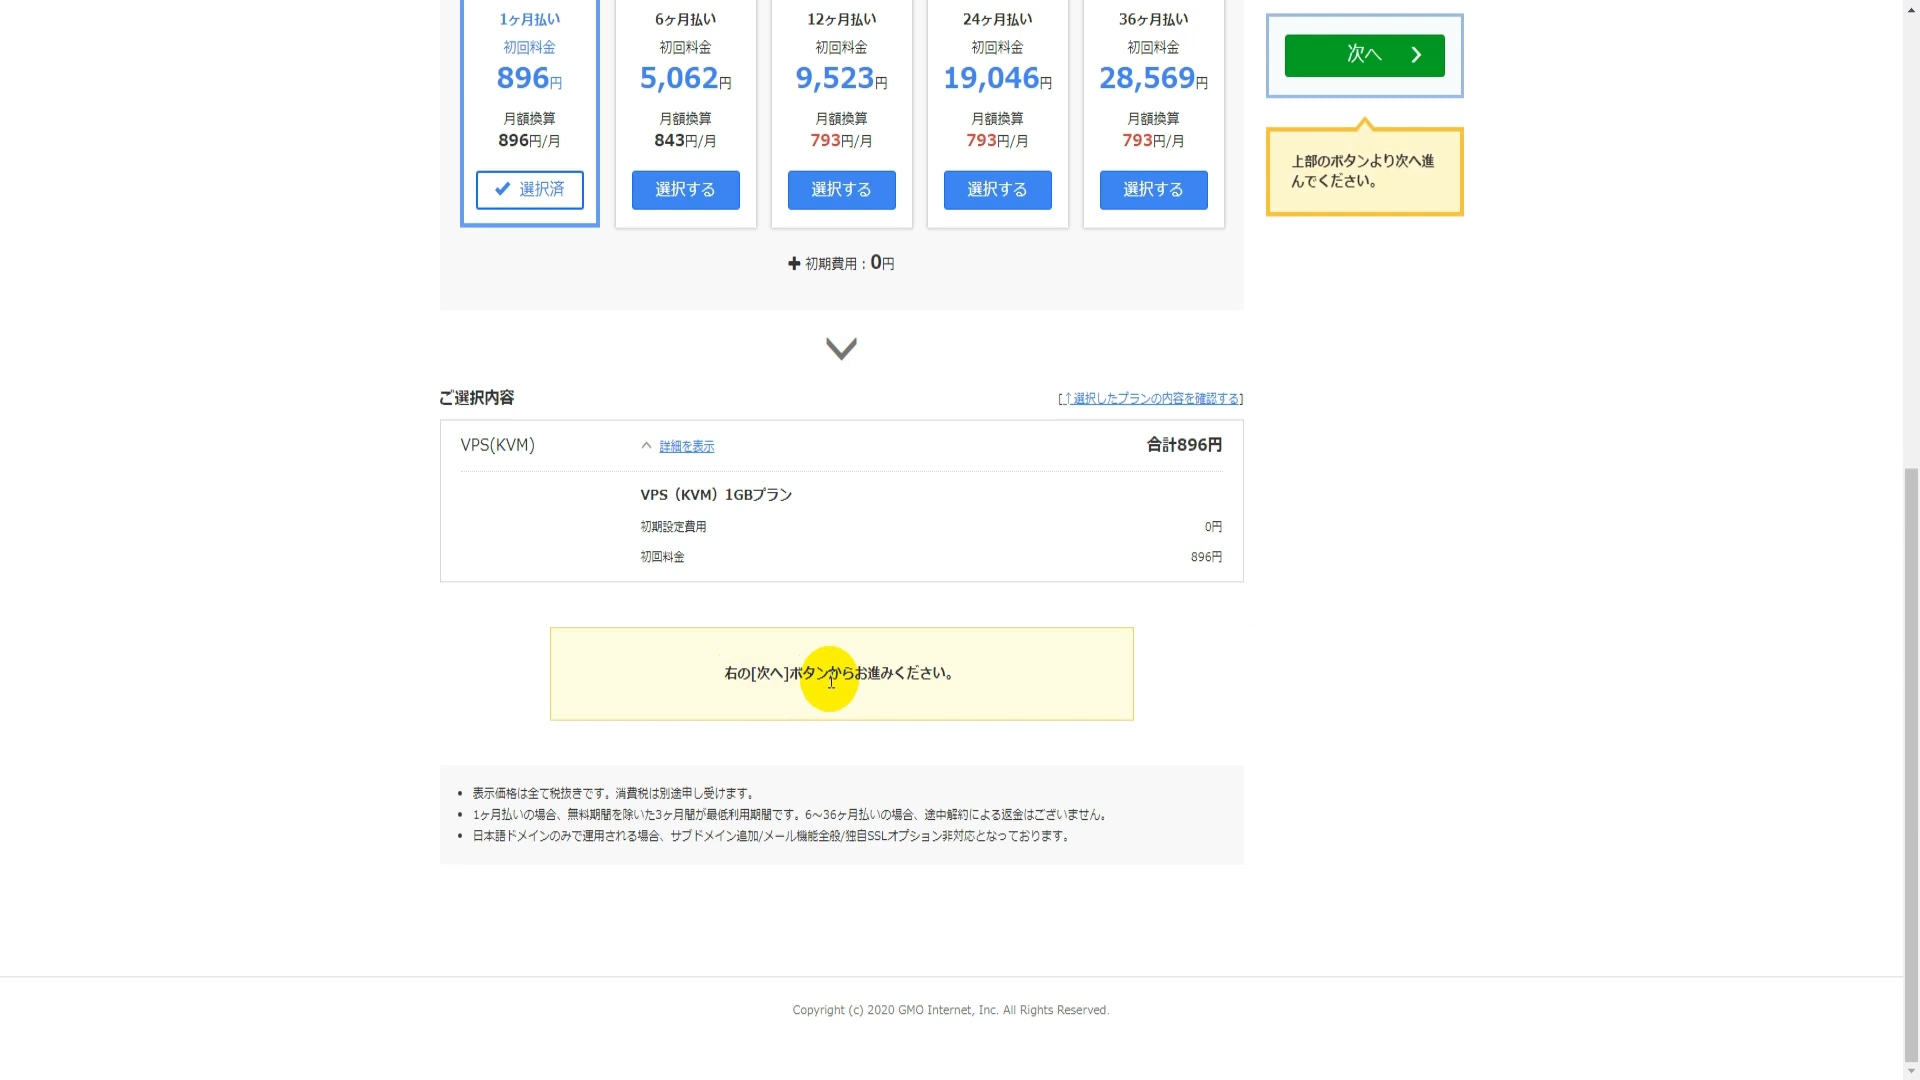 1ヶ月払い
初回料金
896円
月額換算
896円/月
選択済
6ヶ月払い
初回料金
5,062円
月額換算
843円/月
選択する
12ヶ月払い
初回料金
9,523円
月額換算
793円/月
選択する
24ヶ月払い
初回料金
19,046円
月額換算
793円/月
選択する
36ヶ月払い
初回料金
28,569円
月額換算
793円/月
選択する
次へ
上部のボタンより次へ進
んでください。
初期費用 : 0円
ご選択内容
[↑選択したプランの内容を確認する]
VPS(KVM)
詳細を表示
合計896円
VPS（KVM）1GBプラン
初期設定費用
0円
初回料金
896円
右の[次へ]ボタンからお進みください。
• 表示価格は全て税抜きです。消費税は別途申し受けます。
• 1ヶ月払いの場合、無料期間を除いた3ヶ月間が最低利用期間です。6～36ヶ月払いの場合、途中解約による返金はございません。
• 日本語ドメインのみで運用される場合、サブドメイン追加/メール機能全般/独自SSLオプション非対応となっております。
Copyright (c) 2020 GMO Internet, Inc. All Rights Reserved.